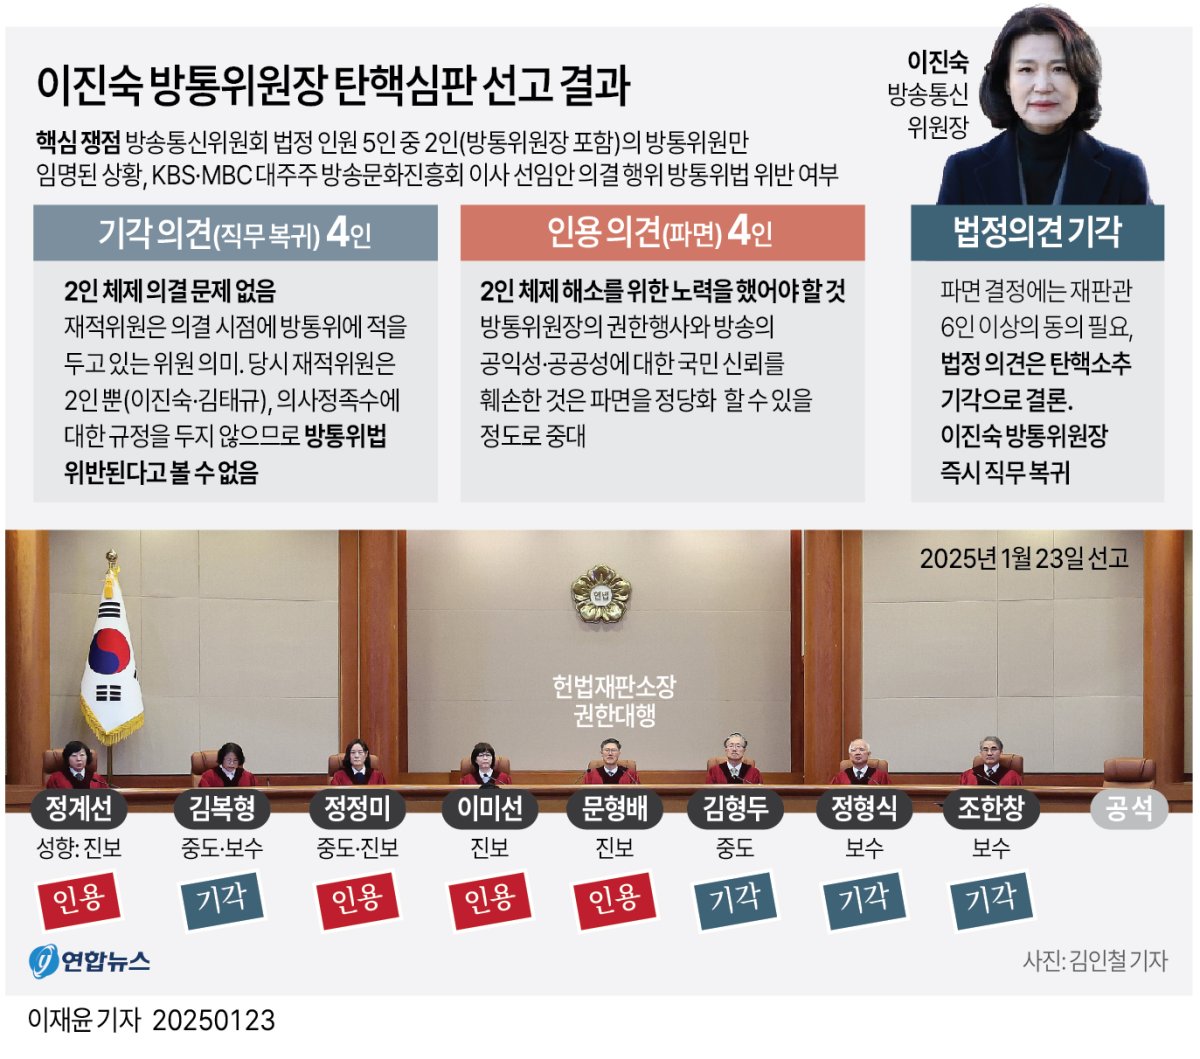 이진숙 방통위원장 탄핵심판 선고 결과
핵심 쟁점 방송통신위원회 법정 인원 5인 중 2인(방통위원장 포함)의 방통위원만
임명된 상황, KBS·MBC 대주주 방송문화진흥회 이사 선임안 의결 행위 방통위법 위반 여부
이진숙
방송통신
위원장
기각 의견(직무 복귀) 4인
2인 체제 의결 문제 없음
재적위원은 의결 시점에 방통위에 적을
두고 있는 위원 의미. 당시 재적위원은
2인 뿐(이진숙·김태규), 의사정족수에
대한 규정을 두지 않으므로 방통위법
위반된다고 볼 수 없음
인용 의견(파면) 4인
2인 체제 해소를 위한 노력을 했어야 할 것
방통위원장의 권한행사와 방송의
공익성·공공성에 대한 국민 신뢰를
훼손한 것은 파면을 정당화 할 수 있을
정도로 중대
법정의견 기각
파면 결정에는 재판관
6인 이상의 동의 필요,
법정 의견은 탄핵소추
기각으로 결론.
이진숙 방통위원장
즉시 직무 복귀
2025년 1월 23일 선고
헌법재판소장
권한대행
정계선 김복형 정정미 이미선 문형배 김형두 정형식 조한창 공석
성향: 진보 중도·보수 중도·진보 진보 진보 중도 보수 보수
인용 기각 인용 인용 인용 기각 기각 기각
연합뉴스
사진: 김인철 기자
이재윤 기자 20250123